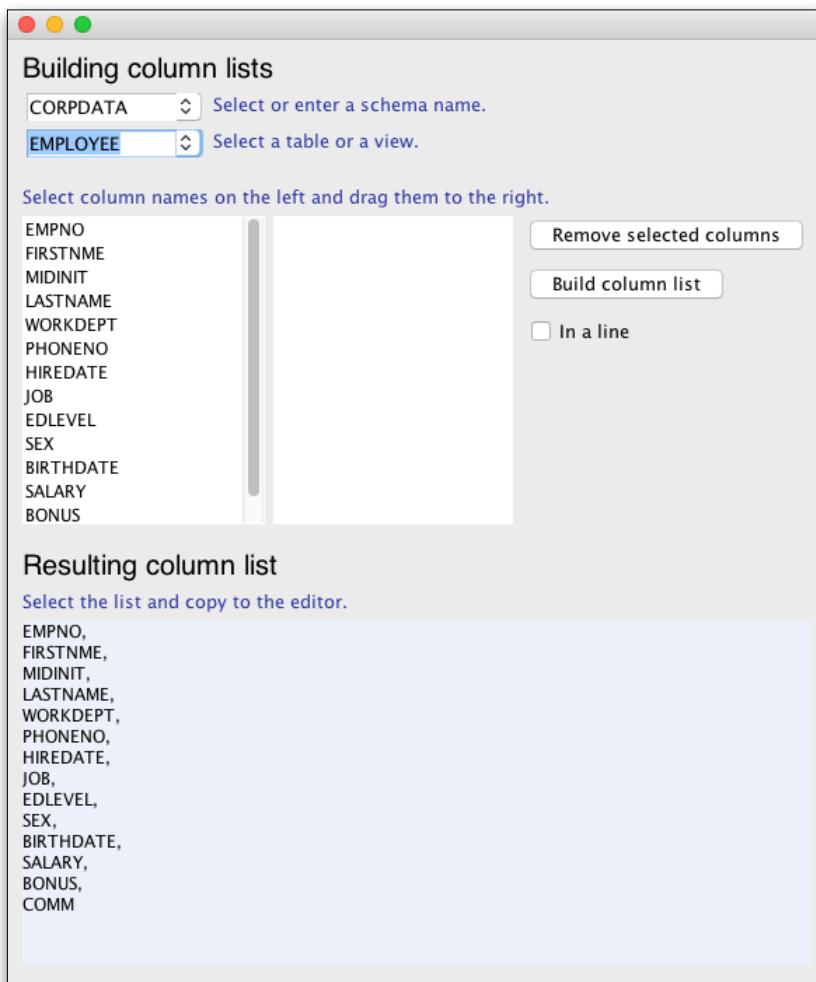 Building column lists
CORPDATA Select or enter a schema name.
EMPLOYEE Select a table or a view.
Select column names on the left and drag them to the right.
EMPNO
FIRSTNME
MIDINIT
LASTNAME
WORKDEPT
PHONENO
HIREDATE
JOB
EDLEVEL
SEX
BIRTHDATE
SALARY
BONUS
Remove selected columns
Build column list
In a line
Resulting column list
Select the list and copy to the editor.
EMPNO,
FIRSTNME,
MIDINIT,
LASTNAME,
WORKDEPT,
PHONENO,
HIREDATE,
JOB,
EDLEVEL,
SEX,
BIRTHDATE,
SALARY,
BONUS,
COMM